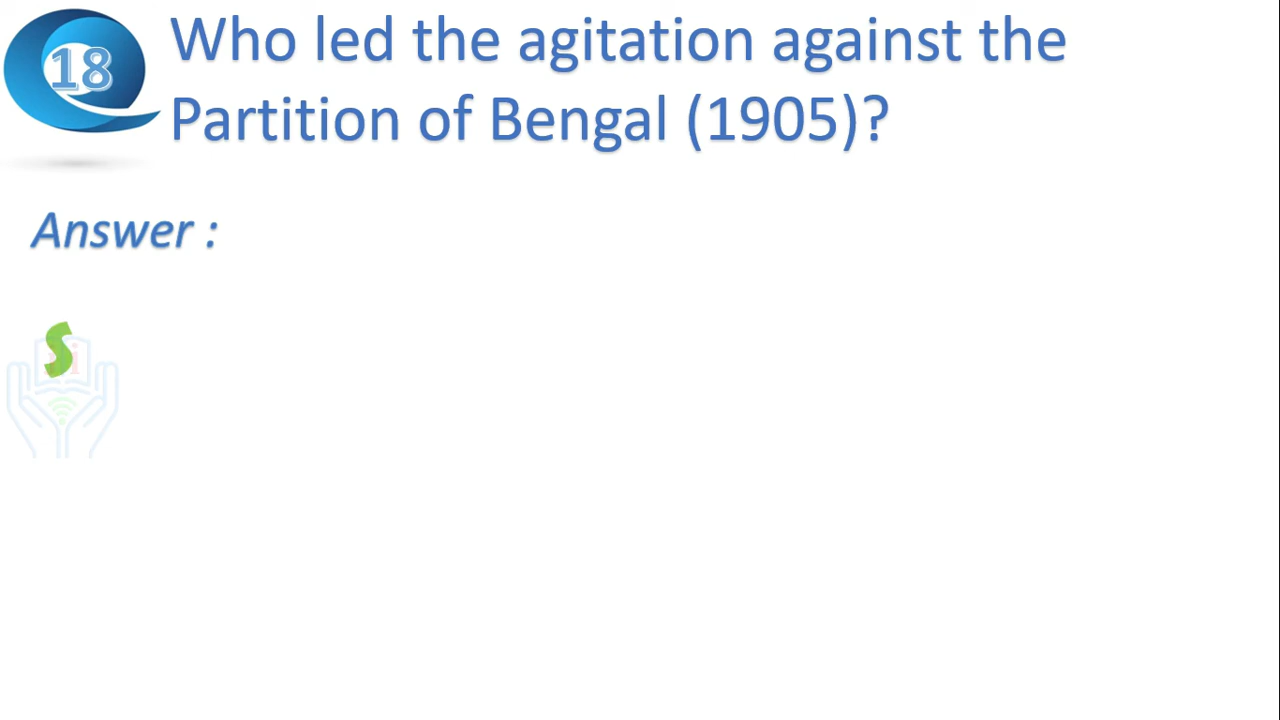 18
Who led the agitation against the
Partition of Bengal (1905)?
Answer :
S